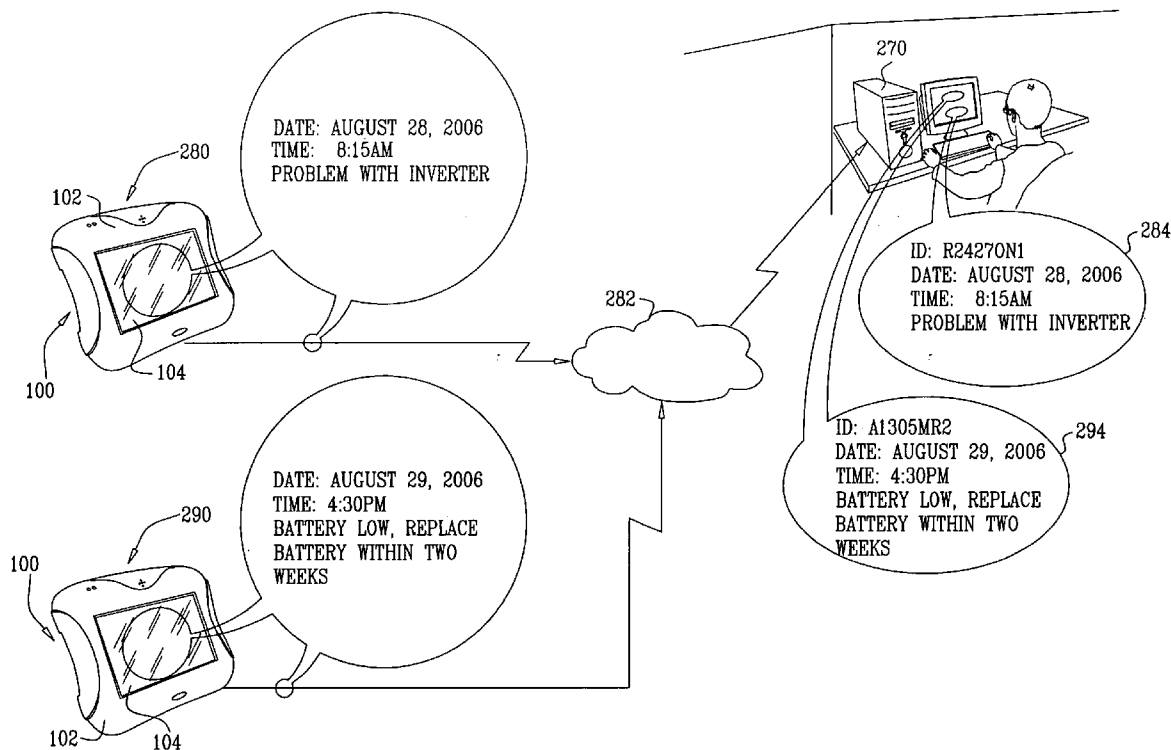 270
DATE: AUGUST 28, 2006
TIME: 8:15AM
PROBLEM WITH INVERTER
280
102
100
104
282
ID: R2427ON1
DATE: AUGUST 28, 2006
TIME: 8:15AM
PROBLEM WITH INVERTER
284
ID: A1305MR2
DATE: AUGUST 29, 2006
TIME: 4:30PM
BATTERY LOW, REPLACE
BATTERY WITHIN TWO
WEEKS
294
DATE: AUGUST 29, 2006
TIME: 4:30PM
BATTERY LOW, REPLACE
BATTERY WITHIN TWO
WEEKS
290
100
102
104